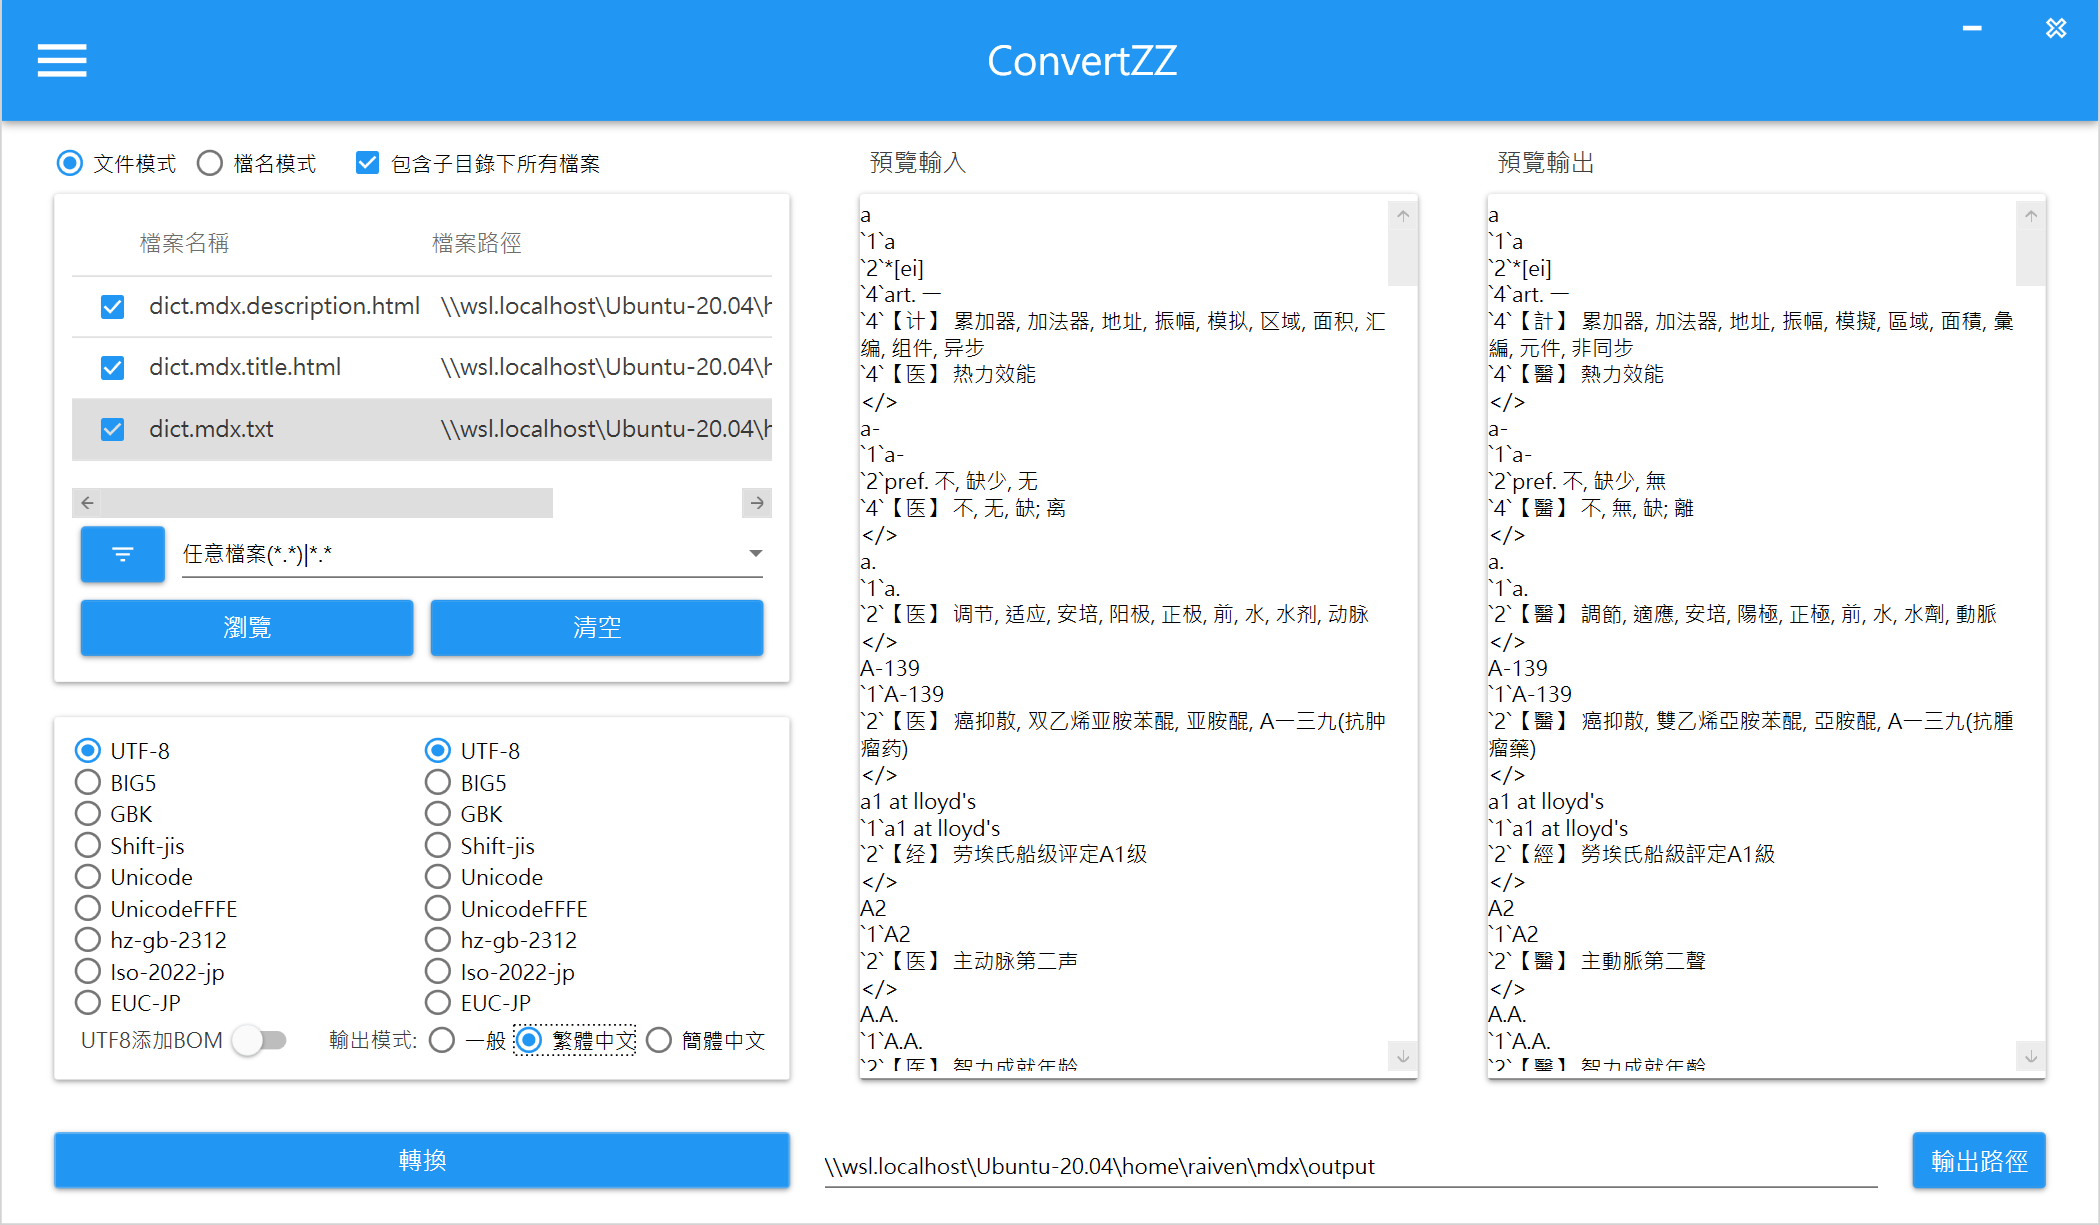 ConvertZZ
文件模式 檔名模式 包含子目錄下所有檔案
檔案名稱 檔案路徑
dict.mdx.description.html \\wsl.localhost\Ubuntu-20.04\h
dict.mdx.title.html \\wsl.localhost\Ubuntu-20.04\h
dict.mdx.txt \\wsl.localhost\Ubuntu-20.04\h
任意檔案(*.*)|*.*
瀏覽 清空
UTF-8 UTF-8
BIG5 BIG5
GBK GBK
Shift-jis Shift-jis
Unicode Unicode
UnicodeFFFE UnicodeFFFE
hz-gb-2312 hz-gb-2312
Iso-2022-jp Iso-2022-jp
EUC-JP EUC-JP
UTF8添加BOM 輸出模式: 一般 繁體中文 簡體中文
轉換
預覽輸入
a
`1`a
`2`*[ei]
`4`art. 一
`4`【计】 累加器, 加法器, 地址, 振幅, 模拟, 区域, 面积, 汇
编, 组件, 异步
`4`【医】 热力效能
</>
a-
`1`a-
`2`pref. 不, 缺少, 无
`4`【医】 不, 无, 缺; 离
</>
a.
`1`a.
`2`【医】 调节, 适应, 安培, 阳极, 正极, 前, 水, 水剂, 动脉
</>
A-139
`1`A-139
`2`【医】 癌抑散, 双乙烯亚胺苯醌, 亚胺醌, A一三九(抗肿
瘤药)
</>
a1 at lloyd's
`1`a1 at lloyd's
`2`【经】 劳埃氏船级评定A1级
</>
A2
`1`A2
`2`【医】 主动脉第二声
</>
A.A.
`1`A.A.
`2`【医】 智力成就年龄
預覽輸出
a
`1`a
`2`*[ei]
`4`art. 一
`4`【計】 累加器, 加法器, 地址, 振幅, 模擬, 區域, 面積, 彙
編, 元件, 非同步
`4`【醫】 熱力效能
</>
a-
`1`a-
`2`pref. 不, 缺少, 無
`4`【醫】 不, 無, 缺; 離
</>
a.
`1`a.
`2`【醫】 調節, 適應, 安培, 陽極, 正極, 前, 水, 水劑, 動脈
</>
A-139
`1`A-139
`2`【醫】 癌抑散, 雙乙烯亞胺苯醌, 亞胺醌, A一三九(抗腫
瘤藥)
</>
a1 at lloyd's
`1`a1 at lloyd's
`2`【經】 勞埃氏船級評定A1級
</>
A2
`1`A2
`2`【醫】 主動脈第二聲
</>
A.A.
`1`A.A.
`2`【醫】 智力成就年齡
\\wsl.localhost\Ubuntu-20.04\home\raiven\mdx\output
輸出路徑